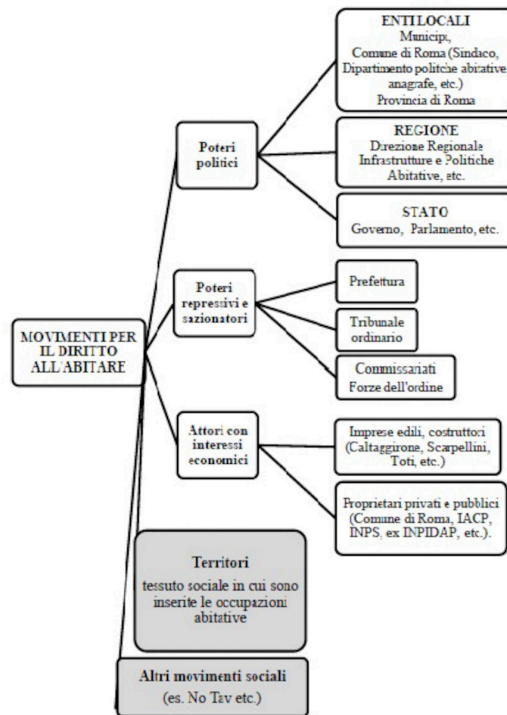 MOVIMENTI PER
IL DIRITTO
ALL'ABITARE
Poteri
politici
ENTI LOCALI
Municipi,
Comune di Roma (Sindaco,
Dipartimento politche abitative
anagrafe, etc.)
Provincia di Roma
REGIONE
Direzione Regionale
Infrastrutture e Politiche
Abitative, etc.
STATO
Governo, Parlamento, etc.
Poteri
repressivi e
sazionatori
Prefettura
Tribunale
ordinario
Commissariati
Forze dell'ordine
Attori con
interessi
economici
Imprese edili, costruttori
(Caltaggirone, Scarpellini,
Toti, etc.)
Proprietari privati e pubblici
(Comune di Roma, IACP,
INPS, ex INPIDAP, etc.).
Territori
tessuto sociale in cui sono
inserite le occupazioni
abitative
Altri movimenti sociali
(es. No Tav etc.)